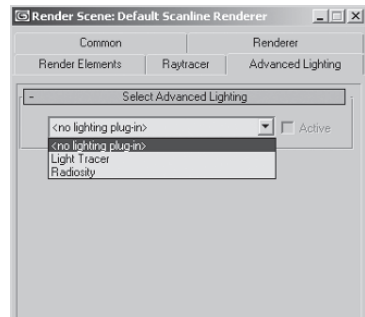 Render Scene: Default Scanline Renderer
Common Renderer
Render Elements Raytracer Advanced Lighting
- Select Advanced Lighting
<no lighting plug-in> Active
<no lighting plug-in>
Light Tracer
Radiosity